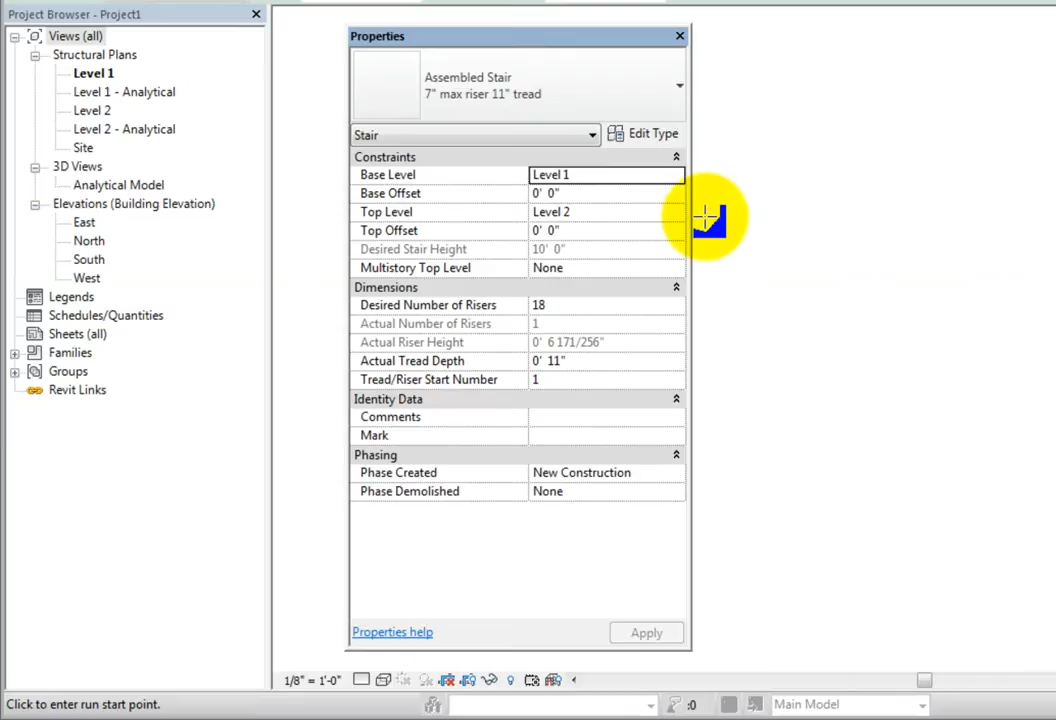 Project Browser - Project1
Views (all)
Structural Plans
Level 1
Level 1 - Analytical
Level 2
Level 2 - Analytical
Site
3D Views
Analytical Model
Elevations (Building Elevation)
East
North
South
West
Legends
Schedules/Quantities
Sheets (all)
Families
Groups
Revit Links
Properties
Assembled Stair
7" max riser 11" tread
Stair
Edit Type
Constraints
Base Level Level 1
Base Offset 0' 0"
Top Level Level 2
Top Offset 0' 0"
Desired Stair Height 10' 0"
Multistory Top Level None
Dimensions
Desired Number of Risers 18
Actual Number of Risers 1
Actual Riser Height 0' 6 171/256"
Actual Tread Depth 0' 11"
Tread/Riser Start Number 1
Identity Data
Comments
Mark
Phasing
Phase Created New Construction
Phase Demolished None
Properties help
Apply
1/8" = 1'-0"
Click to enter run start point.
:0
Main Model